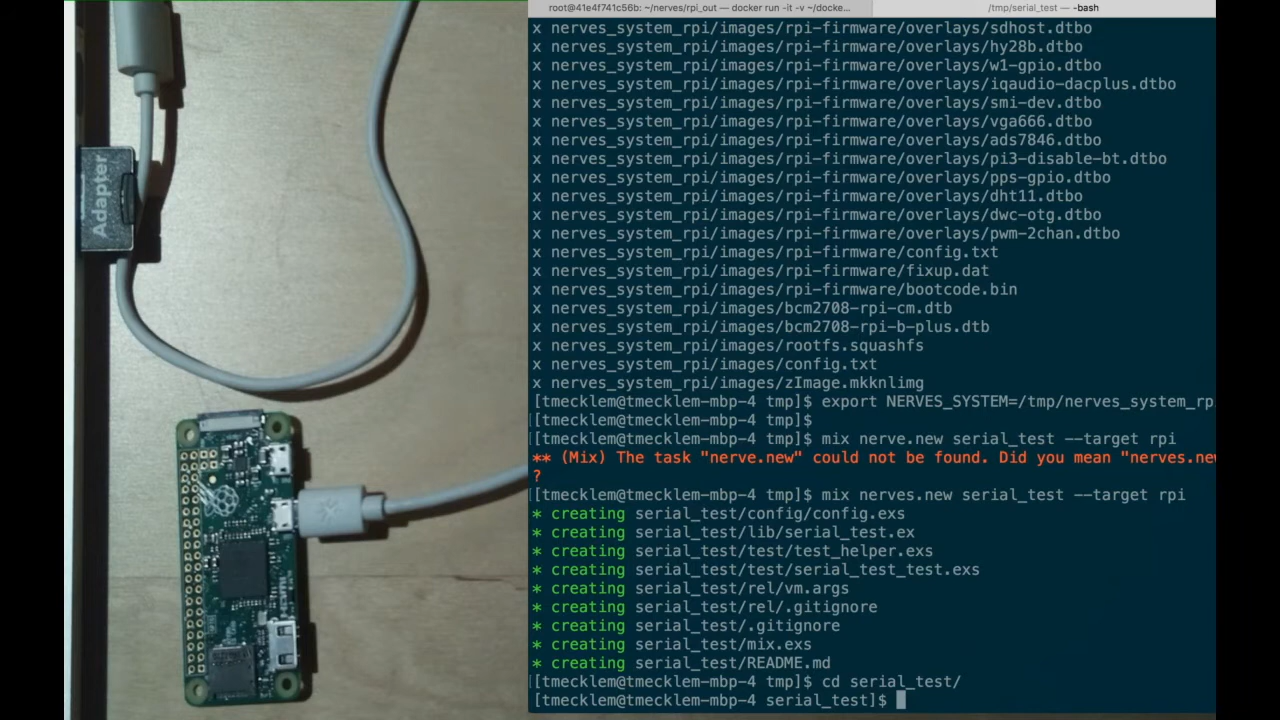 root@41e4f741c56b: ~/nerves/rpi_out — docker run -it -v ~/docke...
/tmp/serial_test — -bash
x nerves_system_rpi/images/rpi-firmware/overlays/sdhost.dtbo
x nerves_system_rpi/images/rpi-firmware/overlays/hy28b.dtbo
x nerves_system_rpi/images/rpi-firmware/overlays/w1-gpio.dtbo
x nerves_system_rpi/images/rpi-firmware/overlays/iqaudio-dacplus.dtbo
x nerves_system_rpi/images/rpi-firmware/overlays/smi-dev.dtbo
x nerves_system_rpi/images/rpi-firmware/overlays/vga666.dtbo
x nerves_system_rpi/images/rpi-firmware/overlays/ads7846.dtbo
x nerves_system_rpi/images/rpi-firmware/overlays/pi3-disable-bt.dtbo
x nerves_system_rpi/images/rpi-firmware/overlays/pps-gpio.dtbo
x nerves_system_rpi/images/rpi-firmware/overlays/dht11.dtbo
x nerves_system_rpi/images/rpi-firmware/overlays/dwc-otg.dtbo
x nerves_system_rpi/images/rpi-firmware/overlays/pwm-2chan.dtbo
x nerves_system_rpi/images/rpi-firmware/config.txt
x nerves_system_rpi/images/rpi-firmware/fixup.dat
x nerves_system_rpi/images/rpi-firmware/bootcode.bin
x nerves_system_rpi/images/bcm2708-rpi-cm.dtb
x nerves_system_rpi/images/bcm2708-rpi-b-plus.dtb
x nerves_system_rpi/images/rootfs.squashfs
x nerves_system_rpi/images/config.txt
x nerves_system_rpi/images/zImage.mkknlimg
[tmecklem@tmecklem-mbp-4 tmp]$ export NERVES_SYSTEM=/tmp/nerves_system_rp
[[tmecklem@tmecklem-mbp-4 tmp]$
[[tmecklem@tmecklem-mbp-4 tmp]$ mix nerve.new serial_test --target rpi
** (Mix) The task "nerve.new" could not be found. Did you mean "nerves.new
?
[[tmecklem@tmecklem-mbp-4 tmp]$ mix nerves.new serial_test --target rpi
* creating serial_test/config/config.exs
* creating serial_test/lib/serial_test.ex
* creating serial_test/test/test_helper.exs
* creating serial_test/test/serial_test_test.exs
* creating serial_test/rel/vm.args
* creating serial_test/rel/.gitignore
* creating serial_test/.gitignore
* creating serial_test/mix.exs
* creating serial_test/README.md
[tmecklem@tmecklem-mbp-4 tmp]$ cd serial_test/
[tmecklem@tmecklem-mbp-4 serial_test]$
Adapter